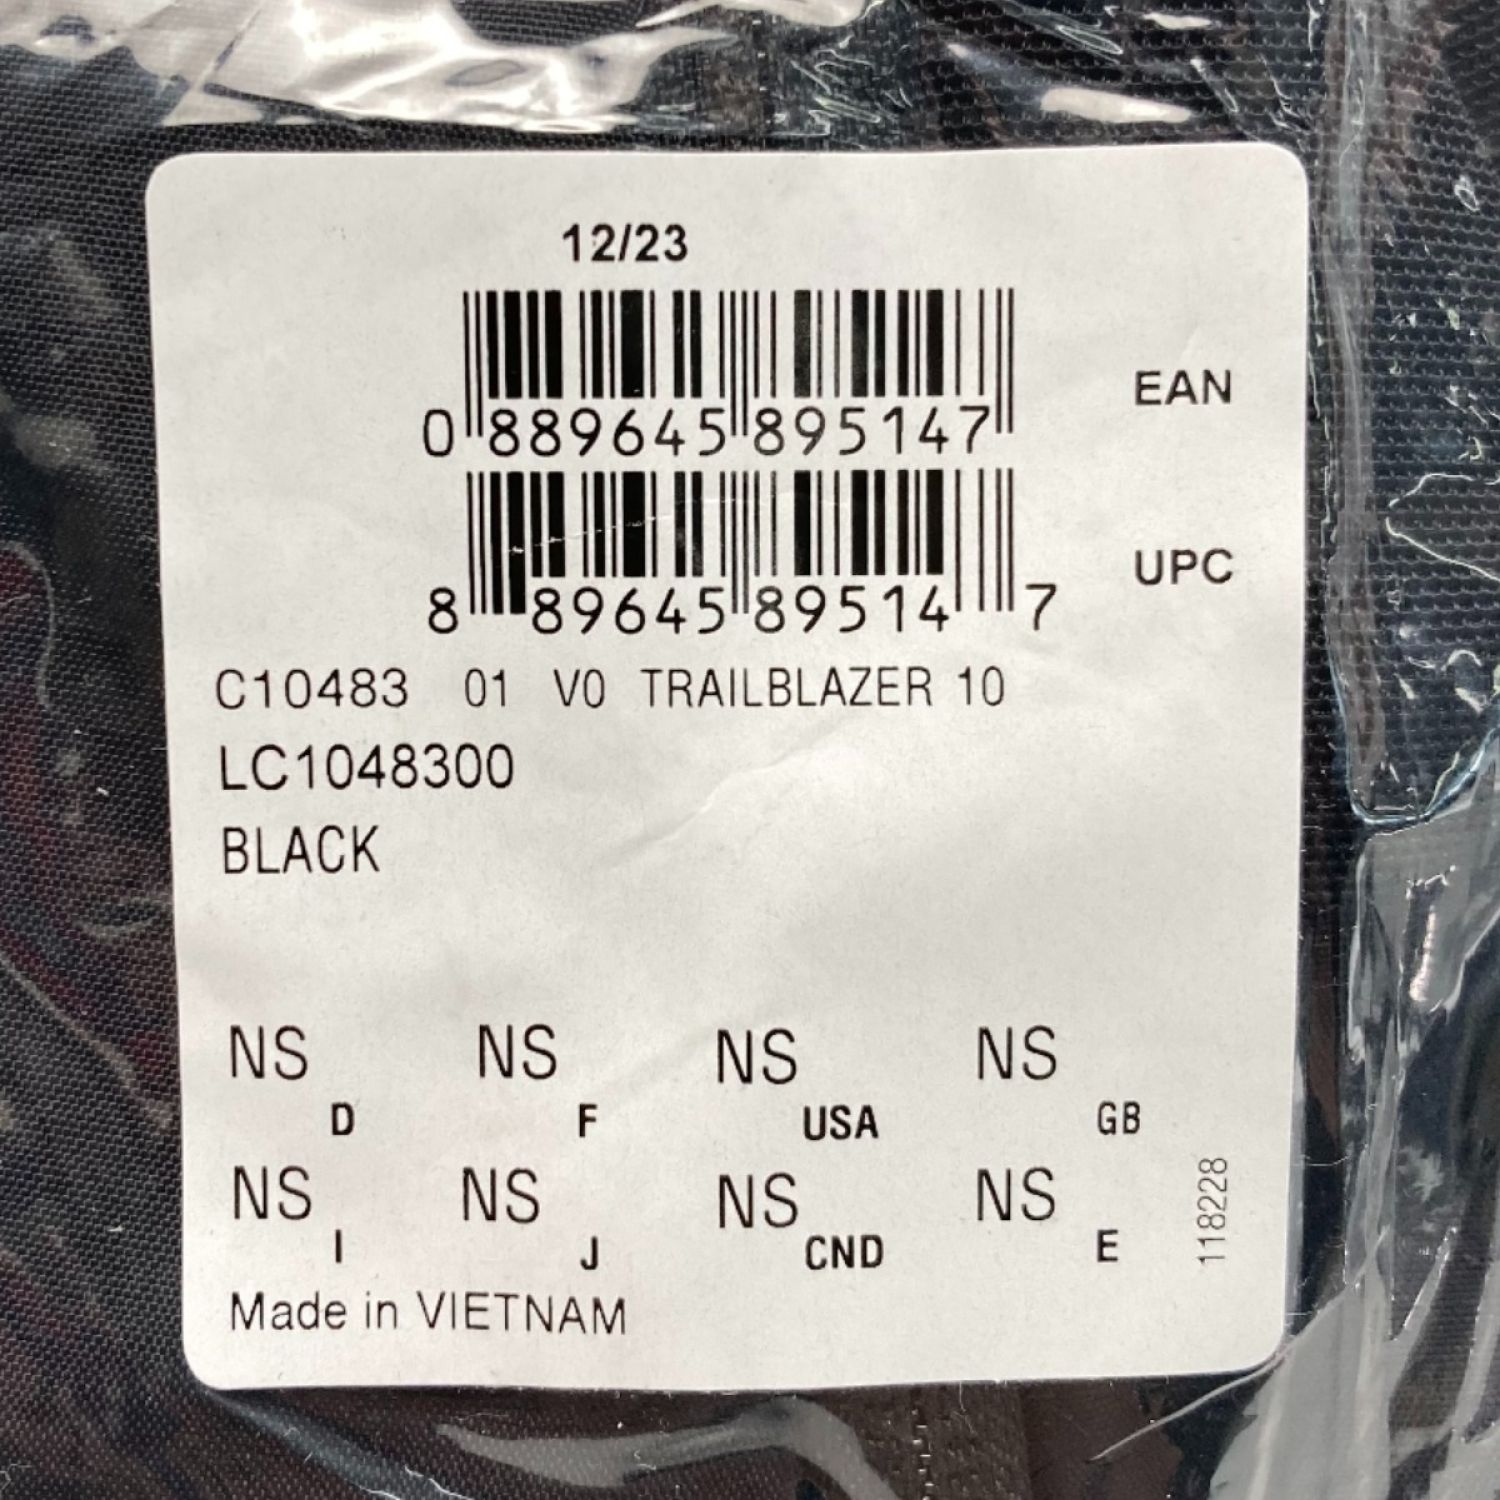 12/23
0 889645 895147
EAN
8 89645 89514 7
UPC
C10483 01 V0 TRAILBLAZER 10
LC1048300
BLACK
NS NS NS NS
D F USA GB
NS NS NS NS
I J CND E
118228
Made in VIETNAM